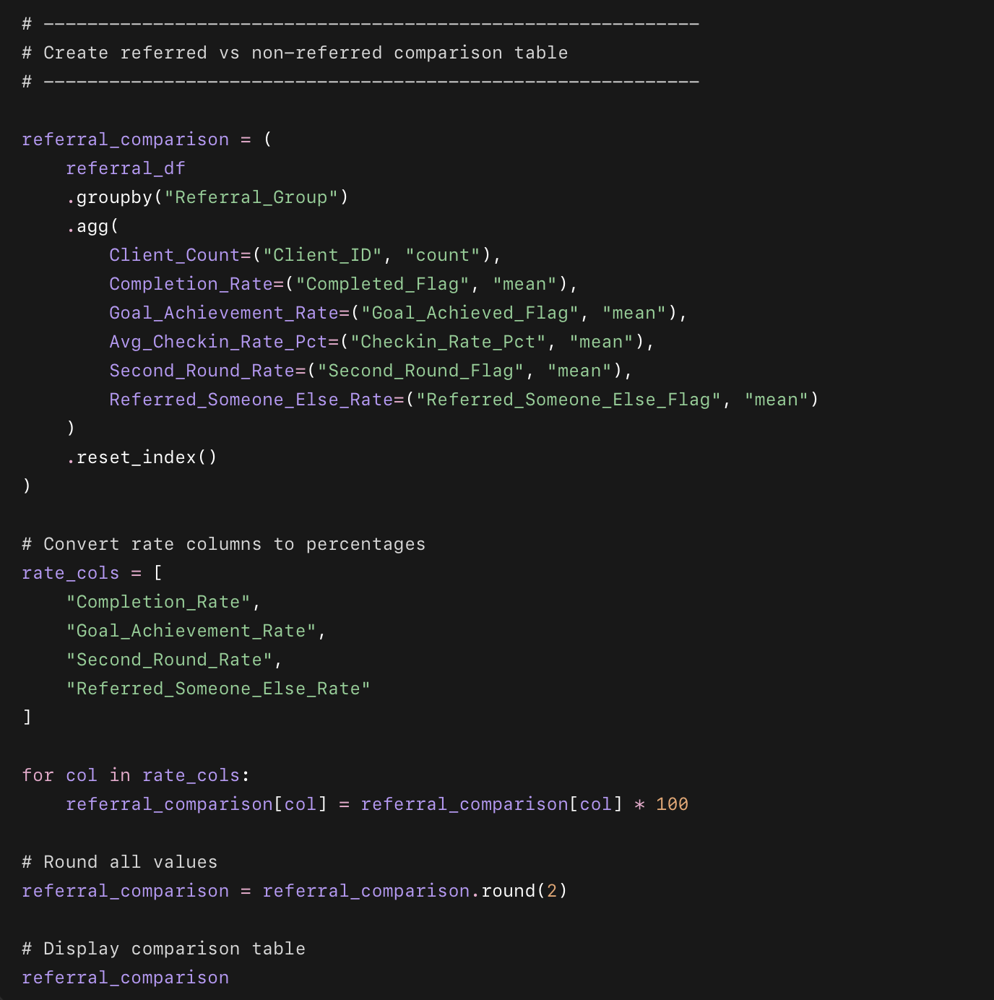 # ------------------------------------------------------------
# Create referred vs non-referred comparison table
# ------------------------------------------------------------
referral_comparison = (
    referral_df
    .groupby("Referral_Group")
    .agg(
        Client_Count=("Client_ID", "count"),
        Completion_Rate=("Completed_Flag", "mean"),
        Goal_Achievement_Rate=("Goal_Achieved_Flag", "mean"),
        Avg_Checkin_Rate_Pct=("Checkin_Rate_Pct", "mean"),
        Second_Round_Rate=("Second_Round_Flag", "mean"),
        Referred_Someone_Else_Rate=("Referred_Someone_Else_Flag", "mean")
    )
    .reset_index()
)
# Convert rate columns to percentages
rate_cols = [
    "Completion_Rate",
    "Goal_Achievement_Rate",
    "Second_Round_Rate",
    "Referred_Someone_Else_Rate"
]
for col in rate_cols:
    referral_comparison[col] = referral_comparison[col] * 100
# Round all values
referral_comparison = referral_comparison.round(2)
# Display comparison table
referral_comparison